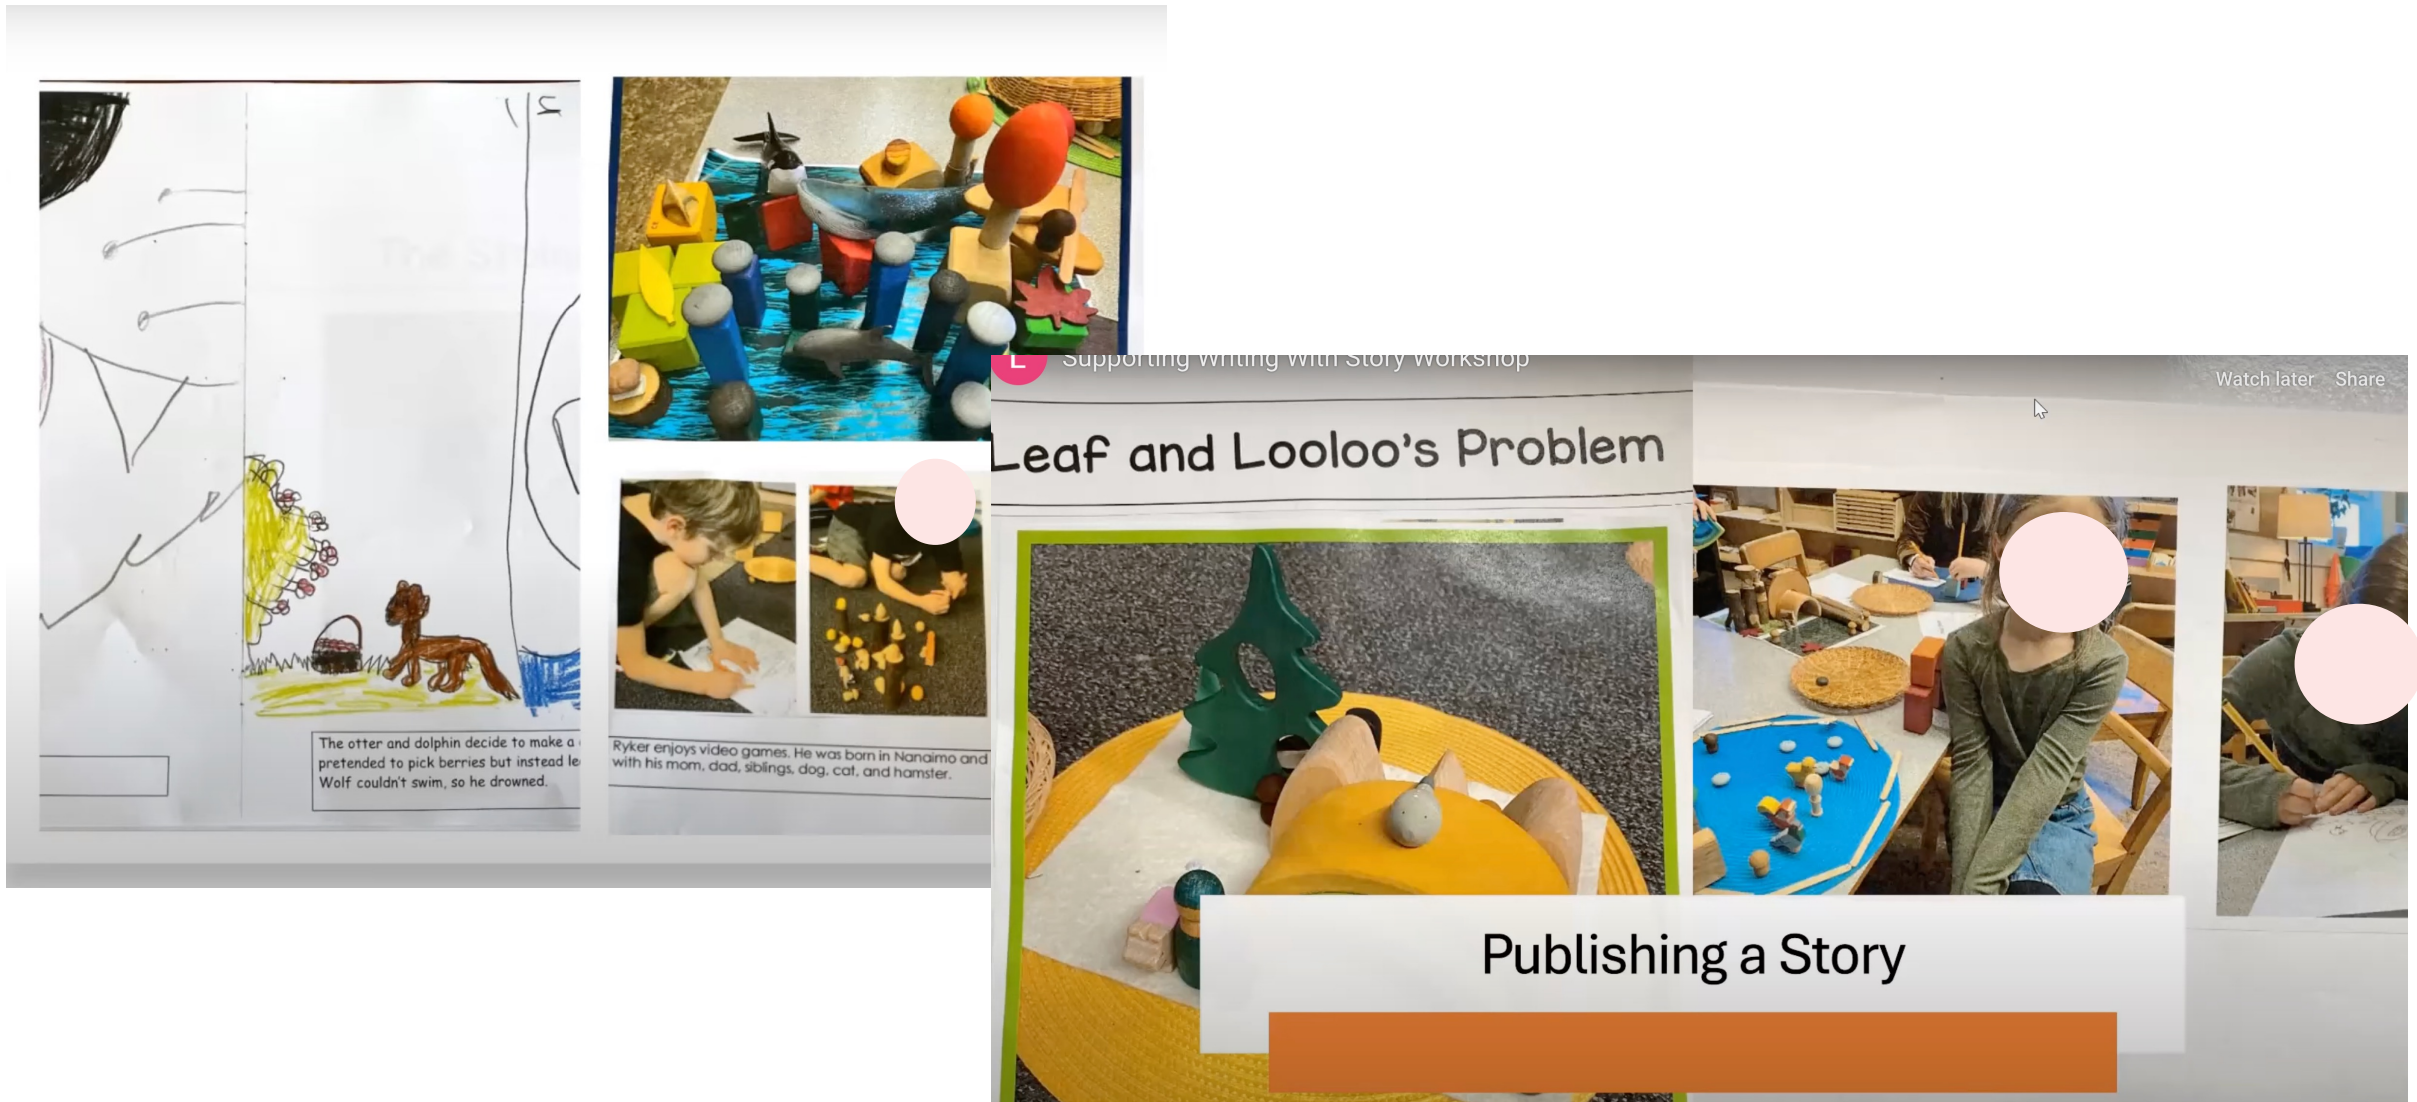 The otter and dolphin decide to make a
pretended to pick berries but instead
Wolf couldn't swim, so he drowned.
Ryker enjoys video games. He was born in Nanaimo and
with his mom, dad, siblings, dog, cat, and hamster.
Supporting Writing With Story Workshop
Watch later Share
Leaf and Looloo's Problem
Publishing a Story